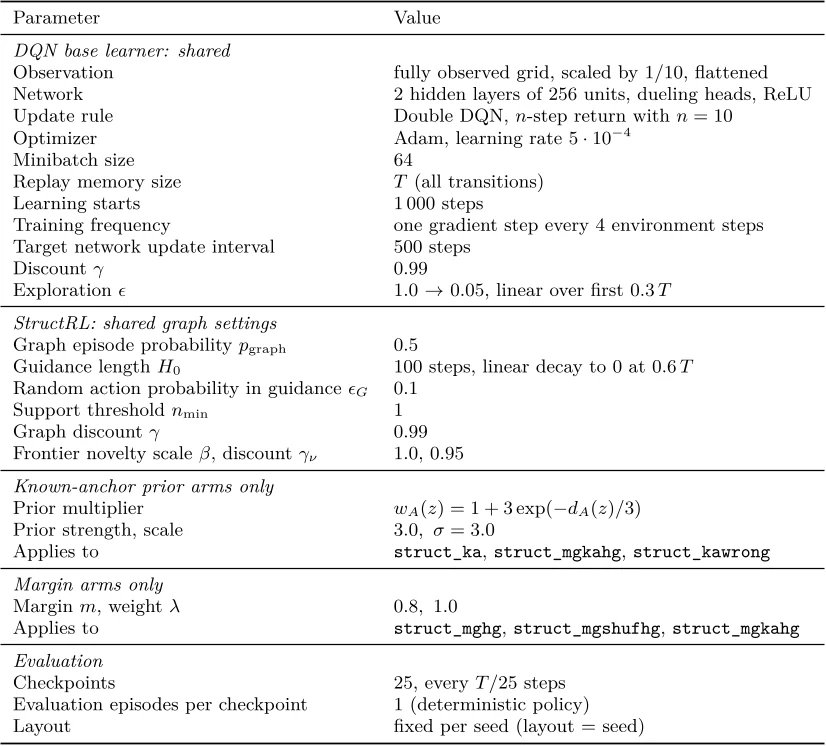 Parameter Value
DQN base learner: shared
Observation fully observed grid, scaled by 1/10, flattened
Network 2 hidden layers of 256 units, dueling heads, ReLU
Update rule Double DQN, n-step return with n = 10
Optimizer Adam, learning rate 5 · 10⁻⁴
Minibatch size 64
Replay memory size T (all transitions)
Learning starts 1 000 steps
Training frequency one gradient step every 4 environment steps
Target network update interval 500 steps
Discount γ 0.99
Exploration ϵ 1.0 → 0.05, linear over first 0.3 T
StructRL: shared graph settings
Graph episode probability p_graph 0.5
Guidance length H₀ 100 steps, linear decay to 0 at 0.6 T
Random action probability in guidance ϵ_G 0.1
Support threshold n_min 1
Graph discount γ 0.99
Frontier novelty scale β, discount γ_ν 1.0, 0.95
Known-anchor prior arms only
Prior multiplier w_A(z) = 1 + 3 exp(−d_A(z)/3)
Prior strength, scale 3.0, σ = 3.0
Applies to struct_ka, struct_mgkahg, struct_kawrong
Margin arms only
Margin m, weight λ 0.8, 1.0
Applies to struct_mghg, struct_mgshufhg, struct_mgkahg
Evaluation
Checkpoints 25, every T/25 steps
Evaluation episodes per checkpoint 1 (deterministic policy)
Layout fixed per seed (layout = seed)